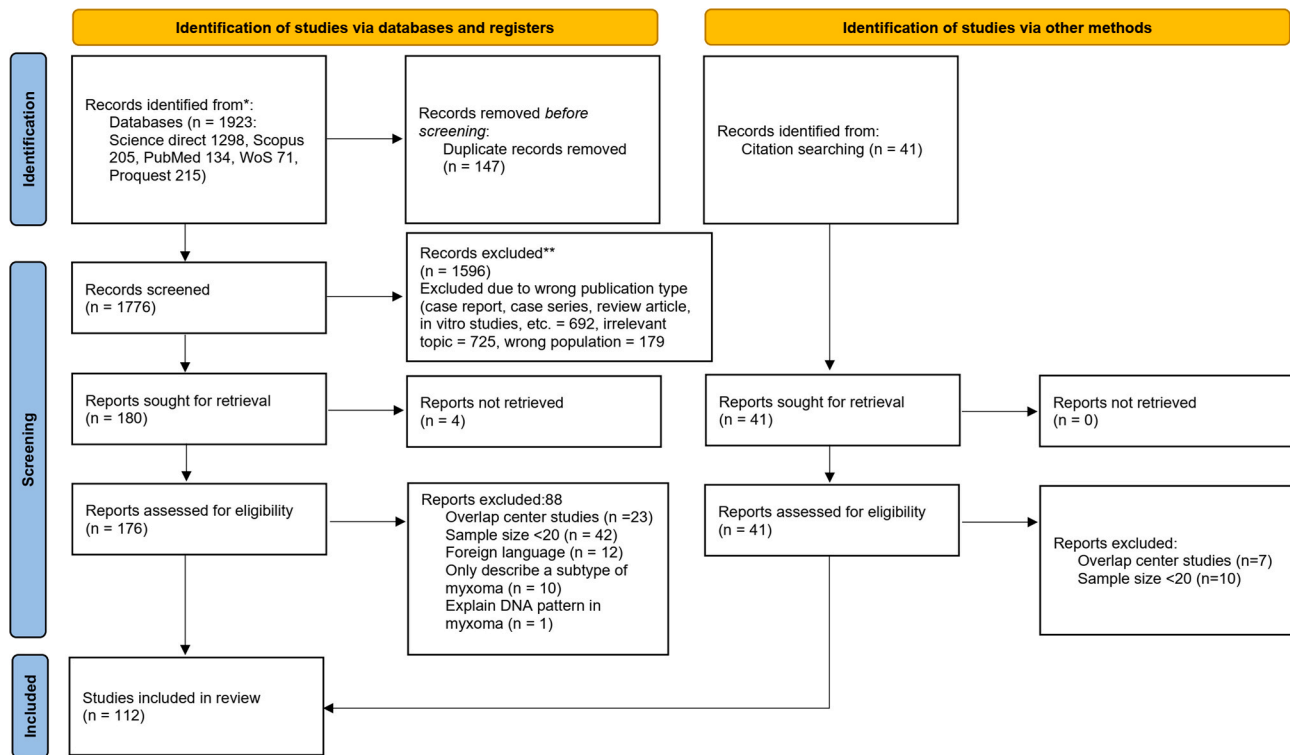 Identification of studies via databases and registers
Identification of studies via other methods
Identification
Records identified from*:
Databases (n = 1923:
Science direct 1298, Scopus
205, PubMed 134, WoS 71,
Proquest 215)
Records removed before
screening:
Duplicate records removed
(n = 147)
Records identified from:
Citation searching (n = 41)
Screening
Records screened
(n = 1776)
Records excluded**
(n = 1596)
Excluded due to wrong publication type
(case report, case series, review article,
in vitro studies, etc. = 692, irrelevant
topic = 725, wrong population = 179
Reports sought for retrieval
(n = 180)
Reports not retrieved
(n = 4)
Reports sought for retrieval
(n = 41)
Reports not retrieved
(n = 0)
Reports assessed for eligibility
(n = 176)
Reports excluded:88
Overlap center studies (n =23)
Sample size <20 (n = 42)
Foreign language (n = 12)
Only describe a subtype of
myxoma (n = 10)
Explain DNA pattern in
myxoma (n = 1)
Reports assessed for eligibility
(n = 41)
Reports excluded:
Overlap center studies (n=7)
Sample size <20 (n=10)
Included
Studies included in review
(n = 112)